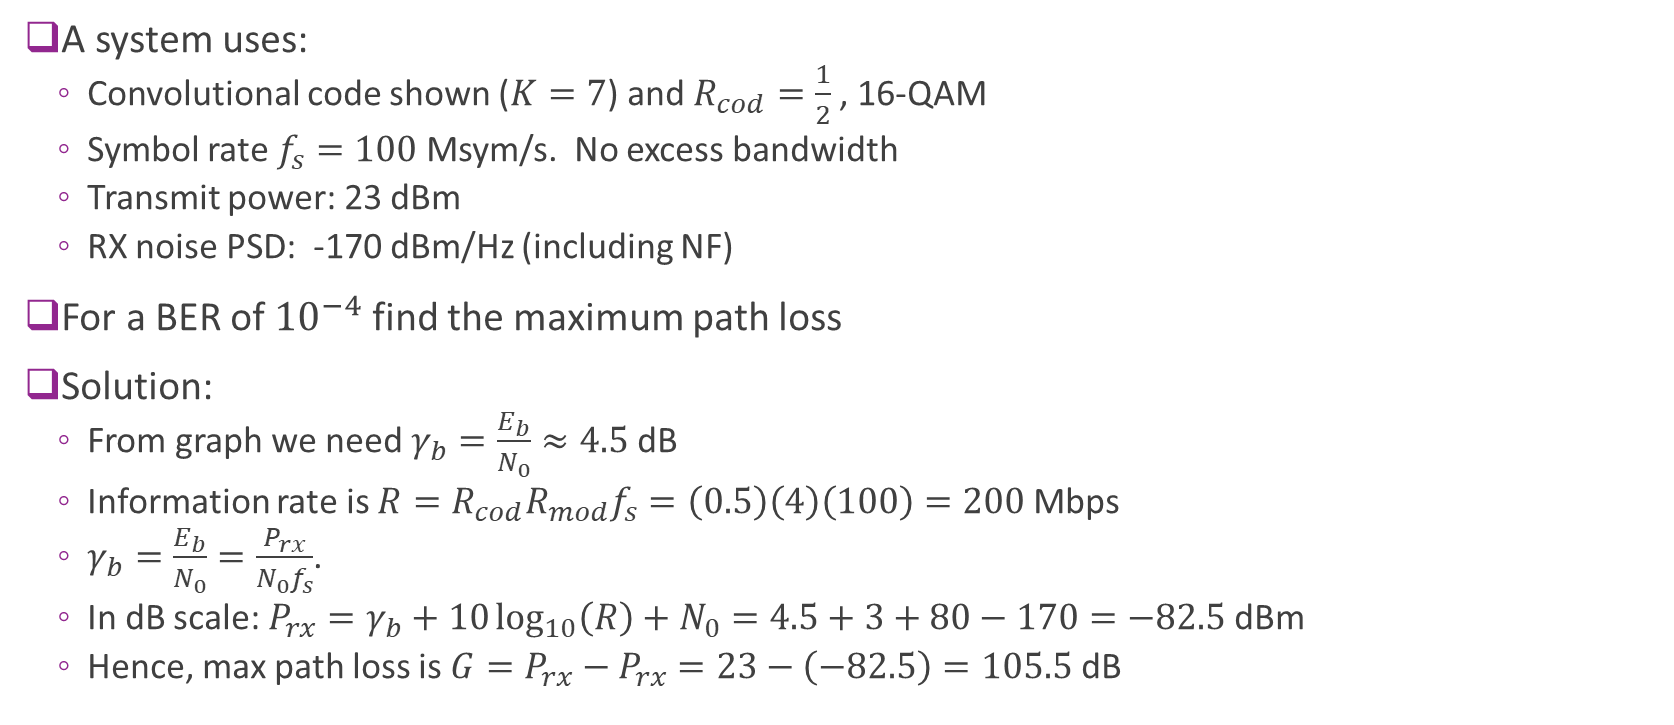 ❑A system uses:
◦ Convolutional code shown (𝐾 = 7) and 𝑅_𝑐𝑜𝑑 = 1/2, 16-QAM
◦ Symbol rate 𝑓_𝑠 = 100 Msym/s. No excess bandwidth
◦ Transmit power: 23 dBm
◦ RX noise PSD: -170 dBm/Hz (including NF)
❑For a BER of 10^−4 find the maximum path loss
❑Solution:
◦ From graph we need 𝛾_𝑏 = 𝐸_𝑏/𝑁_0 ≈ 4.5 dB
◦ Information rate is 𝑅 = 𝑅_𝑐𝑜𝑑 𝑅_𝑚𝑜𝑑 𝑓_𝑠 = (0.5)(4)(100) = 200 Mbps
◦ 𝛾_𝑏 = 𝐸_𝑏/𝑁_0 = 𝑃_𝑟𝑥/(𝑁_0 𝑓_𝑠).
◦ In dB scale: 𝑃_𝑟𝑥 = 𝛾_𝑏 + 10 log_10(𝑅) + 𝑁_0 = 4.5 + 3 + 80 − 170 = −82.5 dBm
◦ Hence, max path loss is 𝐺 = 𝑃_𝑟𝑥 − 𝑃_𝑟𝑥 = 23 − (−82.5) = 105.5 dB